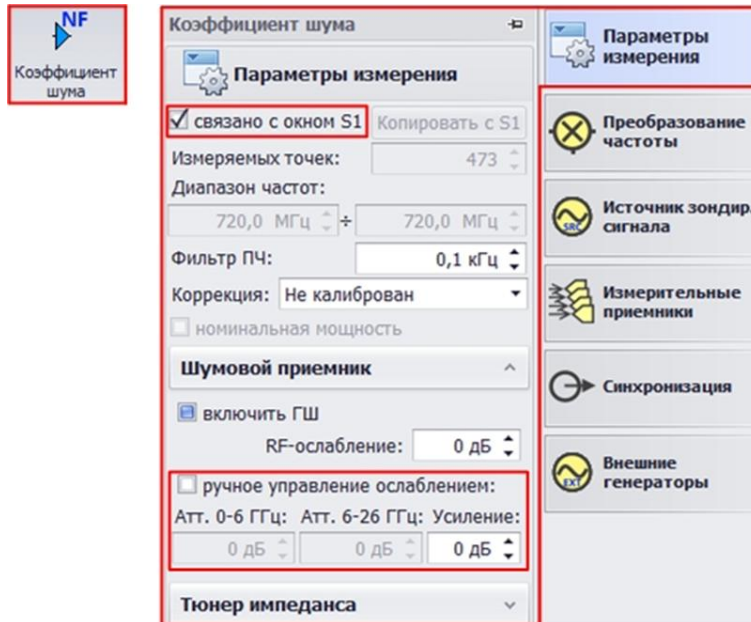 NF
Коэффициент
шума
Коэффициент шума
Параметры измерения
связано с окном S1 Копировать с S1
Измеряемых точек: 473
Диапазон частот:
720,0 МГц ÷ 720,0 МГц
Фильтр ПЧ: 0,1 кГц
Коррекция: Не калиброван
номинальная мощность
Шумовой приемник
включить ГШ
RF-ослабление: 0 дБ
ручное управление ослаблением:
Атт. 0-6 ГГц: Атт. 6-26 ГГц: Усиление:
0 дБ 0 дБ 0 дБ
Тюнер импеданса
Параметры
измерения
Преобразование
частоты
SRC
Источник зондир.
сигнала
Измерительные
приемники
Синхронизация
EXT
Внешние
генераторы